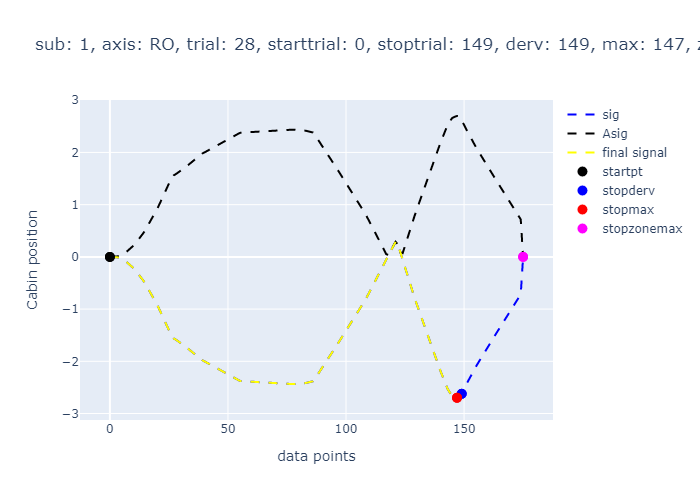 sub: 1, axis: RO, trial: 28, starttrial: 0, stoptrial: 149, derv: 149, max: 147,
3
2
1
0
−1
−2
−3
Cabin position
0
50
100
150
data points
sig
Asig
final signal
startpt
stopderv
stopmax
stopzonemax